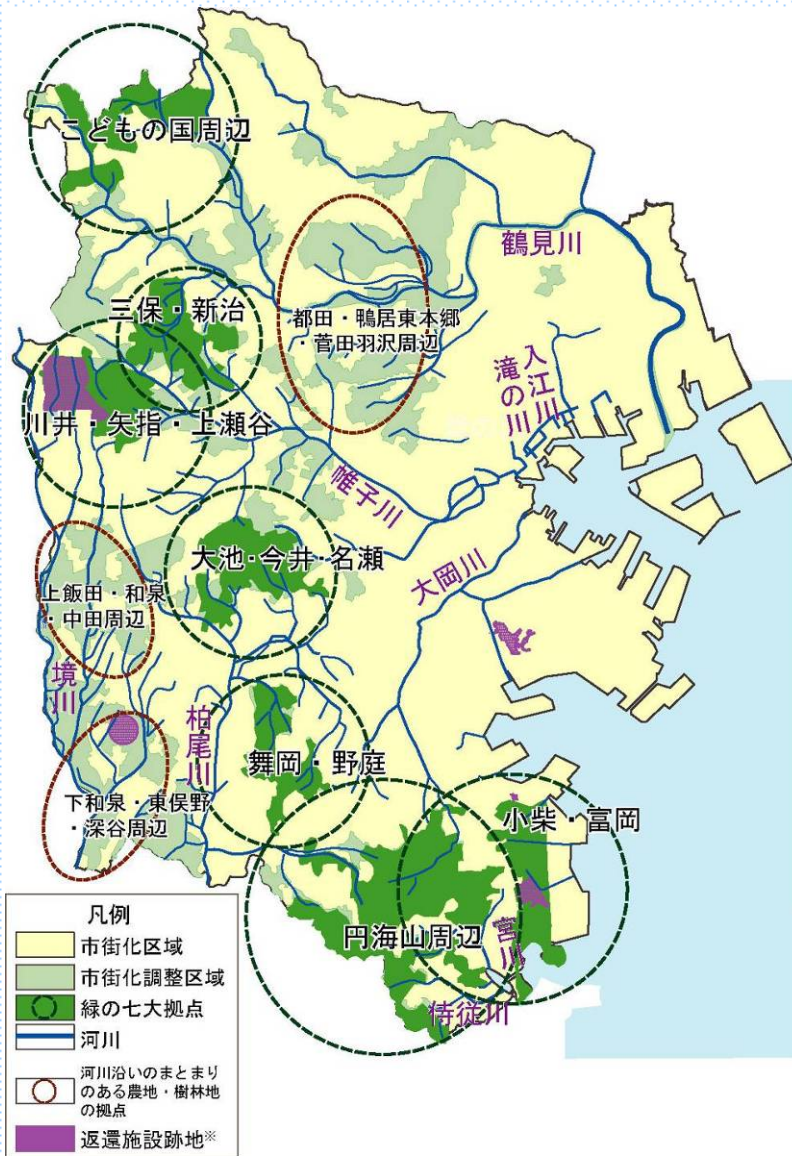 こどもの国周辺
鶴見川
三保・新治
都田・鴨居東本郷
・菅田羽沢周辺
入江川
滝の川
川井・矢指・上瀬谷
帷子川
大池・今井・名瀬
大岡川
上飯田・和泉
・中田周辺
境川
柏尾川
舞岡・野庭
下和泉・東俣野
・深谷周辺
小柴・富岡
円海山周辺
宮川
侍従川
凡例
市街化区域
市街化調整区域
緑の七大拠点
河川
河川沿いのまとまり
のある農地・樹林地
の拠点
返還施設跡地※